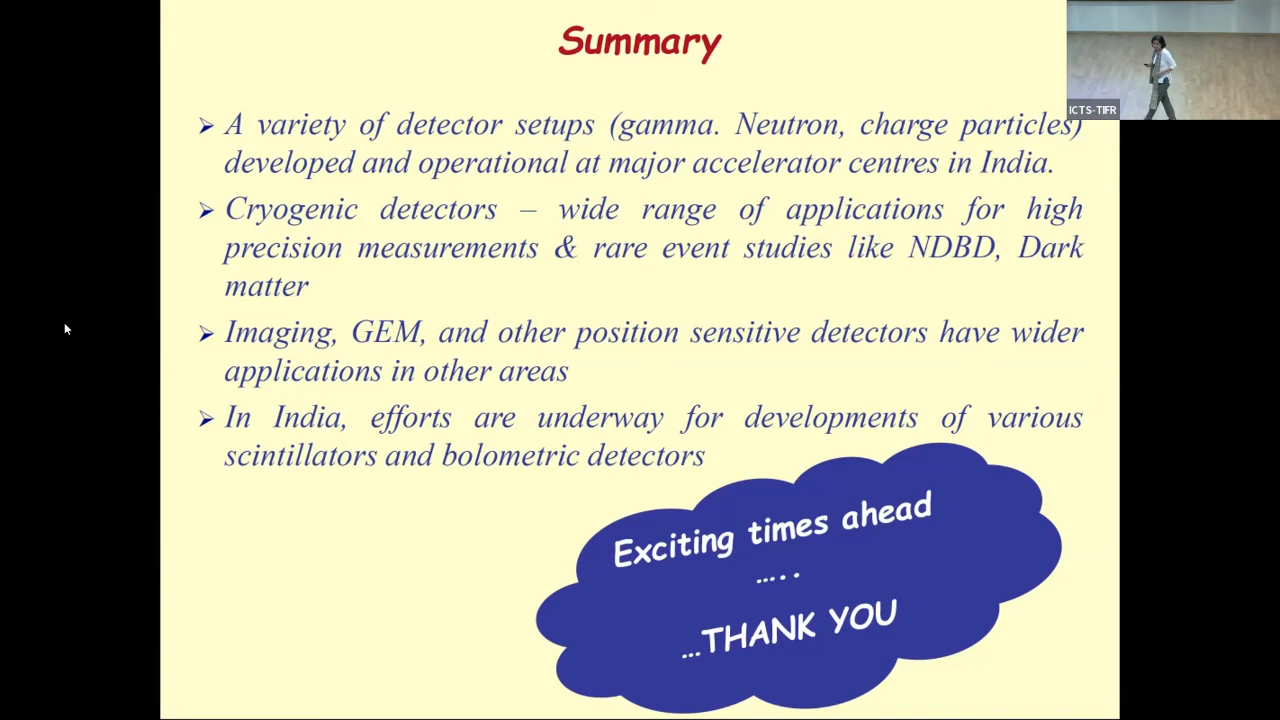 Summary
ICTS-TIFR
➢ A variety of detector setups (gamma. Neutron, charge particles)
developed and operational at major accelerator centres in India.
➢ Cryogenic detectors – wide range of applications for high
precision measurements & rare event studies like NDBD, Dark
matter
➢ Imaging, GEM, and other position sensitive detectors have wider
applications in other areas
➢ In India, efforts are underway for developments of various
scintillators and bolometric detectors
Exciting times ahead
…..
…THANK YOU